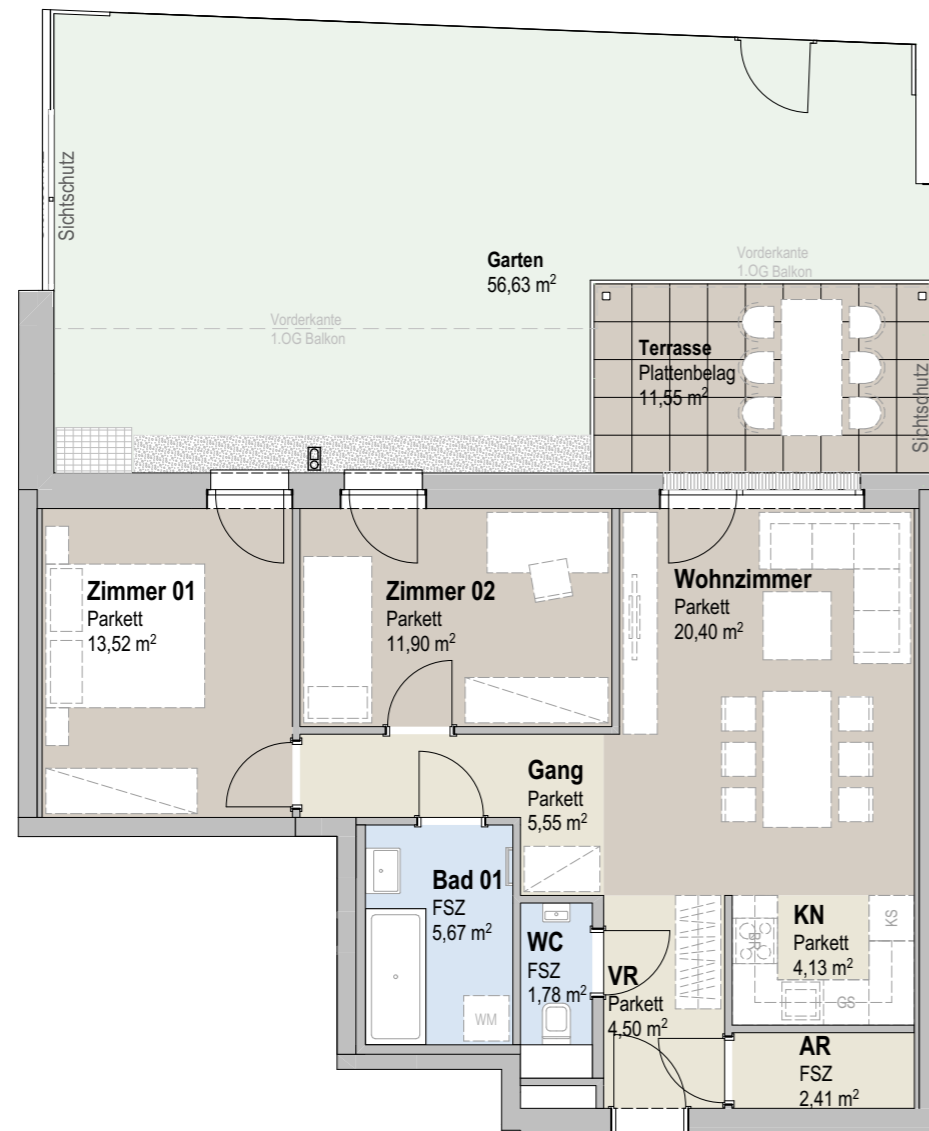 Sichtschutz
Garten
56,63 m²
Vorderkante
1.OG Balkon
Vorderkante
1.OG Balkon
Terrasse
Plattenbelag
11,55 m²
Sichtschutz
Zimmer 01
Parkett
13,52 m²
Zimmer 02
Parkett
11,90 m²
Wohnzimmer
Parkett
20,40 m²
Gang
Parkett
5,55 m²
Bad 01
FSZ
5,67 m²
WM
WC
FSZ
1,78 m²
VR
Parkett
4,50 m²
KN
Parkett
4,13 m²
KS
BR
GS
AR
FSZ
2,41 m²